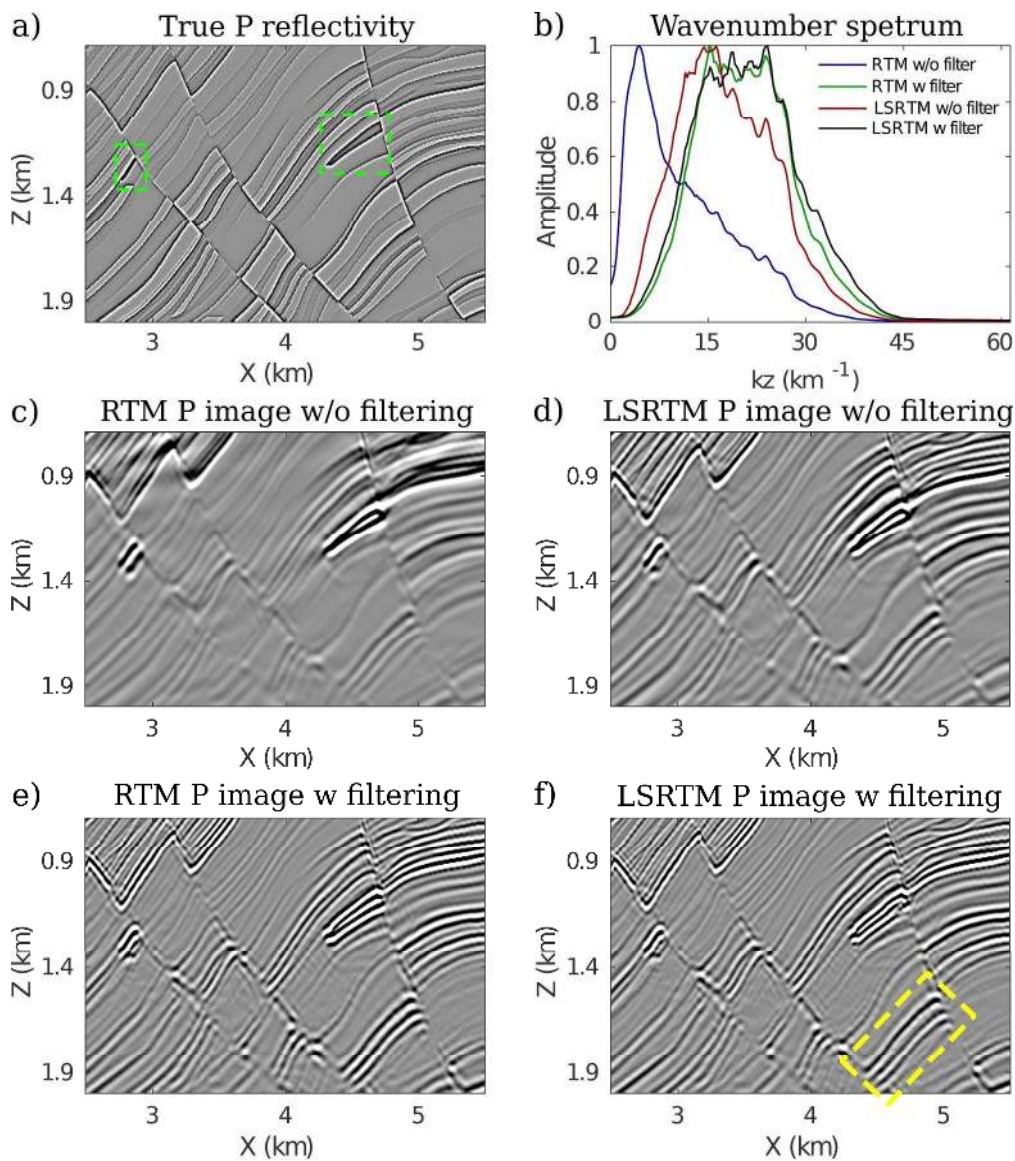 a) True P reflectivity
0.9
1.4
1.9
Z (km)
3 4 5
X (km)
b) Wavenumber spetrum
1
0.8
0.6
0.4
0.2
0
Amplitude
RTM w/o filter
RTM w filter
LSRTM w/o filter
LSRTM w filter
0 15 30 45 60
kz (km -1)
c) RTM P image w/o filtering
0.9
1.4
1.9
Z (km)
3 4 5
X (km)
d) LSRTM P image w/o filtering
0.9
1.4
1.9
Z (km)
3 4 5
X (km)
e) RTM P image w filtering
0.9
1.4
1.9
Z (km)
3 4 5
X (km)
f) LSRTM P image w filtering
0.9
1.4
1.9
Z (km)
3 4 5
X (km)